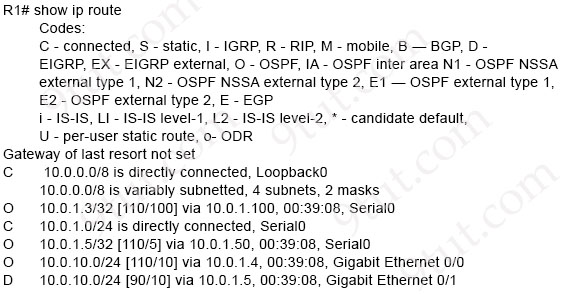 R1# show ip route
Codes:
C - connected, S - static, I - IGRP, R - RIP, M - mobile, B — BGP, D -
EIGRP, EX - EIGRP external, O - OSPF, IA - OSPF inter area N1 - OSPF NSSA
external type 1, N2 - OSPF NSSA external type 2, E1 — OSPF external type 1,
E2 - OSPF external type 2, E - EGP
i - IS-IS, LI - IS-IS level-1, L2 - IS-IS level-2, * - candidate default,
U - per-user static route, o- ODR
Gateway of last resort not set
C 10.0.0.0/8 is directly connected, Loopback0
10.0.0.0/8 is variably subnetted, 4 subnets, 2 masks
O 10.0.1.3/32 [110/100] via 10.0.1.100, 00:39:08, Serial0
C 10.0.1.0/24 is directly connected, Serial0
O 10.0.1.5/32 [110/5] via 10.0.1.50, 00:39:08, Serial0
O 10.0.10.0/24 [110/10] via 10.0.1.4, 00:39:08, Gigabit Ethernet 0/0
D 10.0.10.0/24 [90/10] via 10.0.1.5, 00:39:08, Gigabit Ethernet 0/1
9tut.com
9tut.com
9tut.com
9tut.com